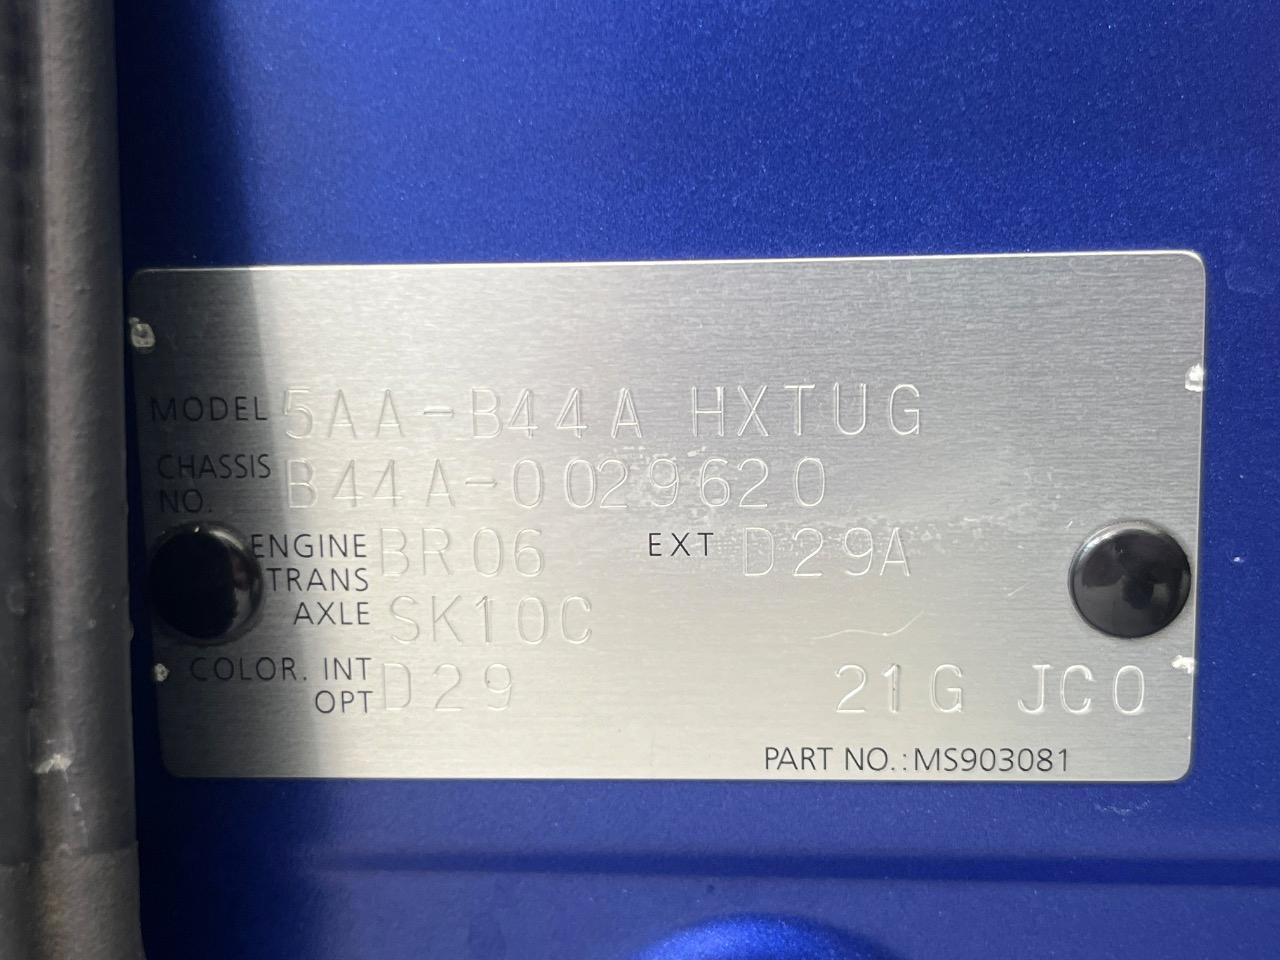 MODEL 5AA-B44A HXTUG
CHASSIS NO. B44A-0029620
ENGINE BR06 EXT D29A
TRANS AXLE SK10C
COLOR. INT D29
OPT 21G JC0
PART NO.:MS903081